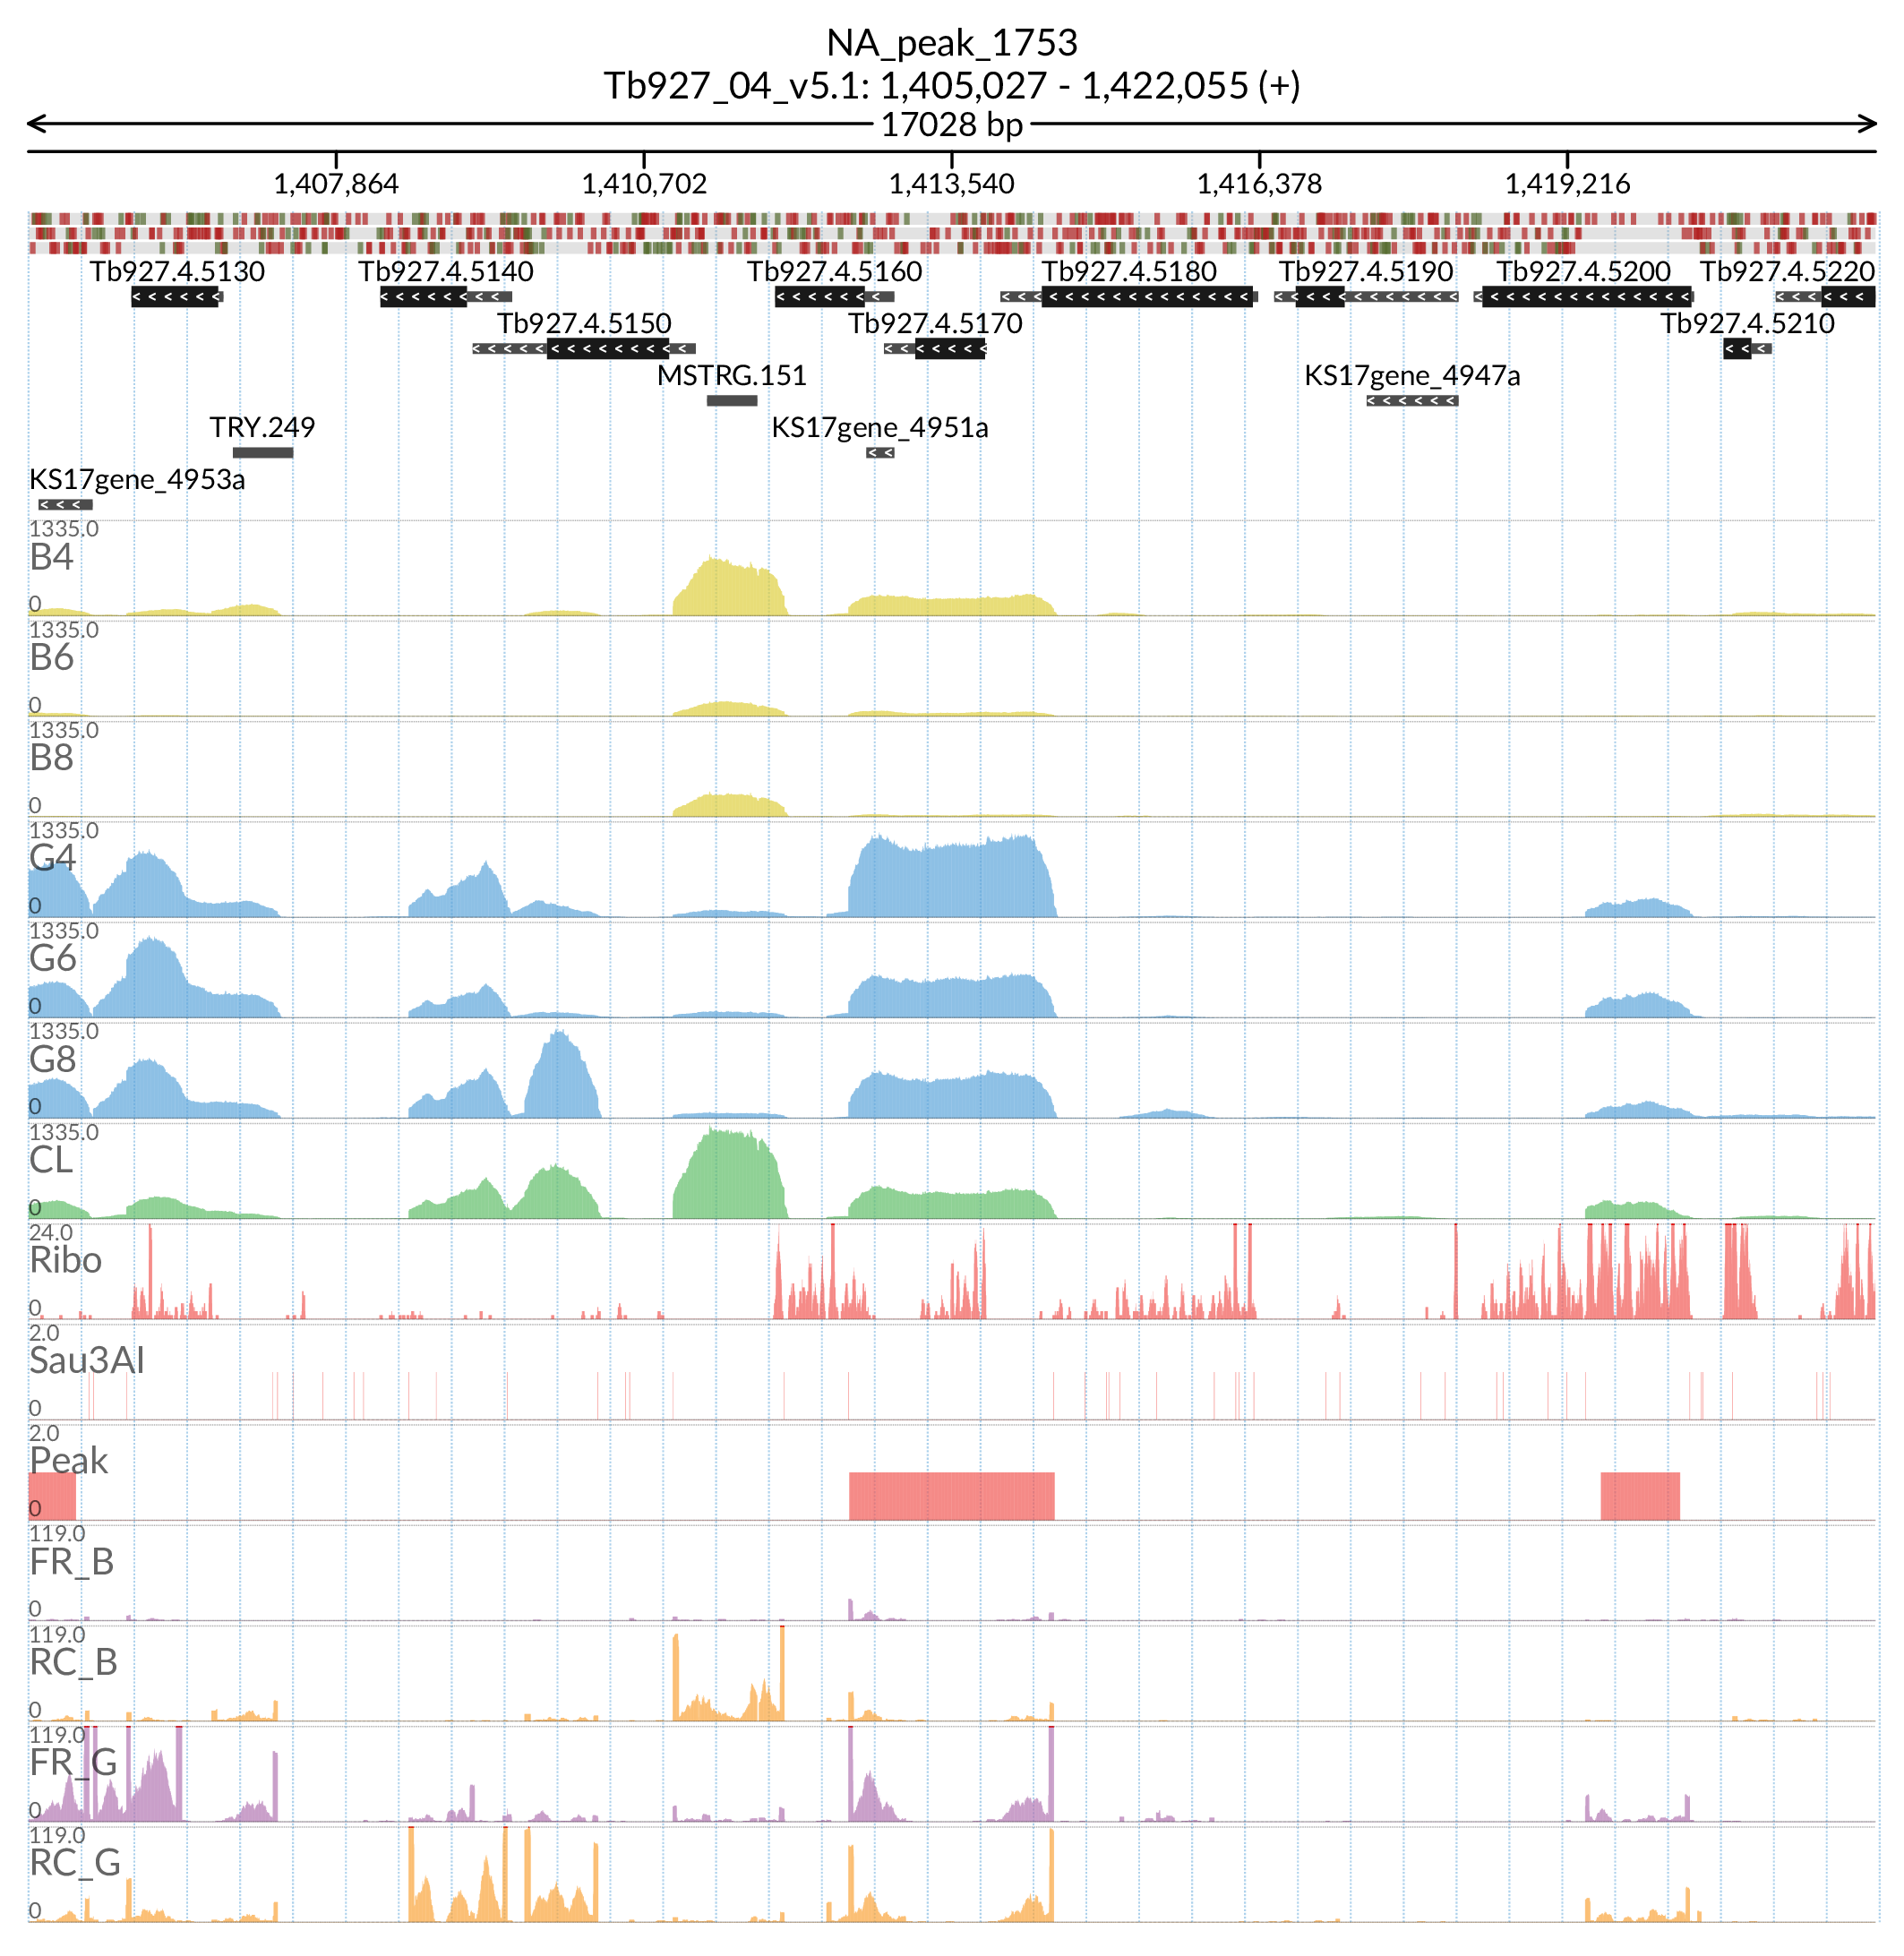 NA_peak_1753
Tb927_04_v5.1: 1,405,027 - 1,422,055 (+)
17028 bp
1,407,864 1,410,702 1,413,540 1,416,378 1,419,216
Tb927.4.5130 Tb927.4.5140 Tb927.4.5160 Tb927.4.5180 Tb927.4.5190 Tb927.4.5200 Tb927.4.5220
Tb927.4.5150 Tb927.4.5170 Tb927.4.5210
MSTRG.151 KS17gene_4947a
TRY.249 KS17gene_4951a
KS17gene_4953a
1335.0
B4
0
1335.0
B6
0
1335.0
B8
0
1335.0
G4
0
1335.0
G6
0
1335.0
G8
0
1335.0
CL
0
24.0
Ribo
0
2.0
Sau3AI
0
2.0
Peak
0
119.0
FR_B
0
119.0
RC_B
0
119.0
FR_G
0
119.0
RC_G
0